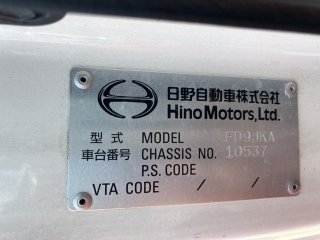 日野自動車株式会社
Hino Motors, Ltd.
型式 MODEL FD9JKA
車台番号 CHASSIS NO. 10537
P.S. CODE
VTA CODE / /